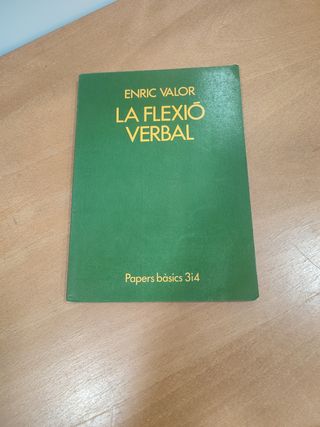 ENRIC VALOR
LA FLEXIÓ
VERBAL
Papers bàsics 3i4